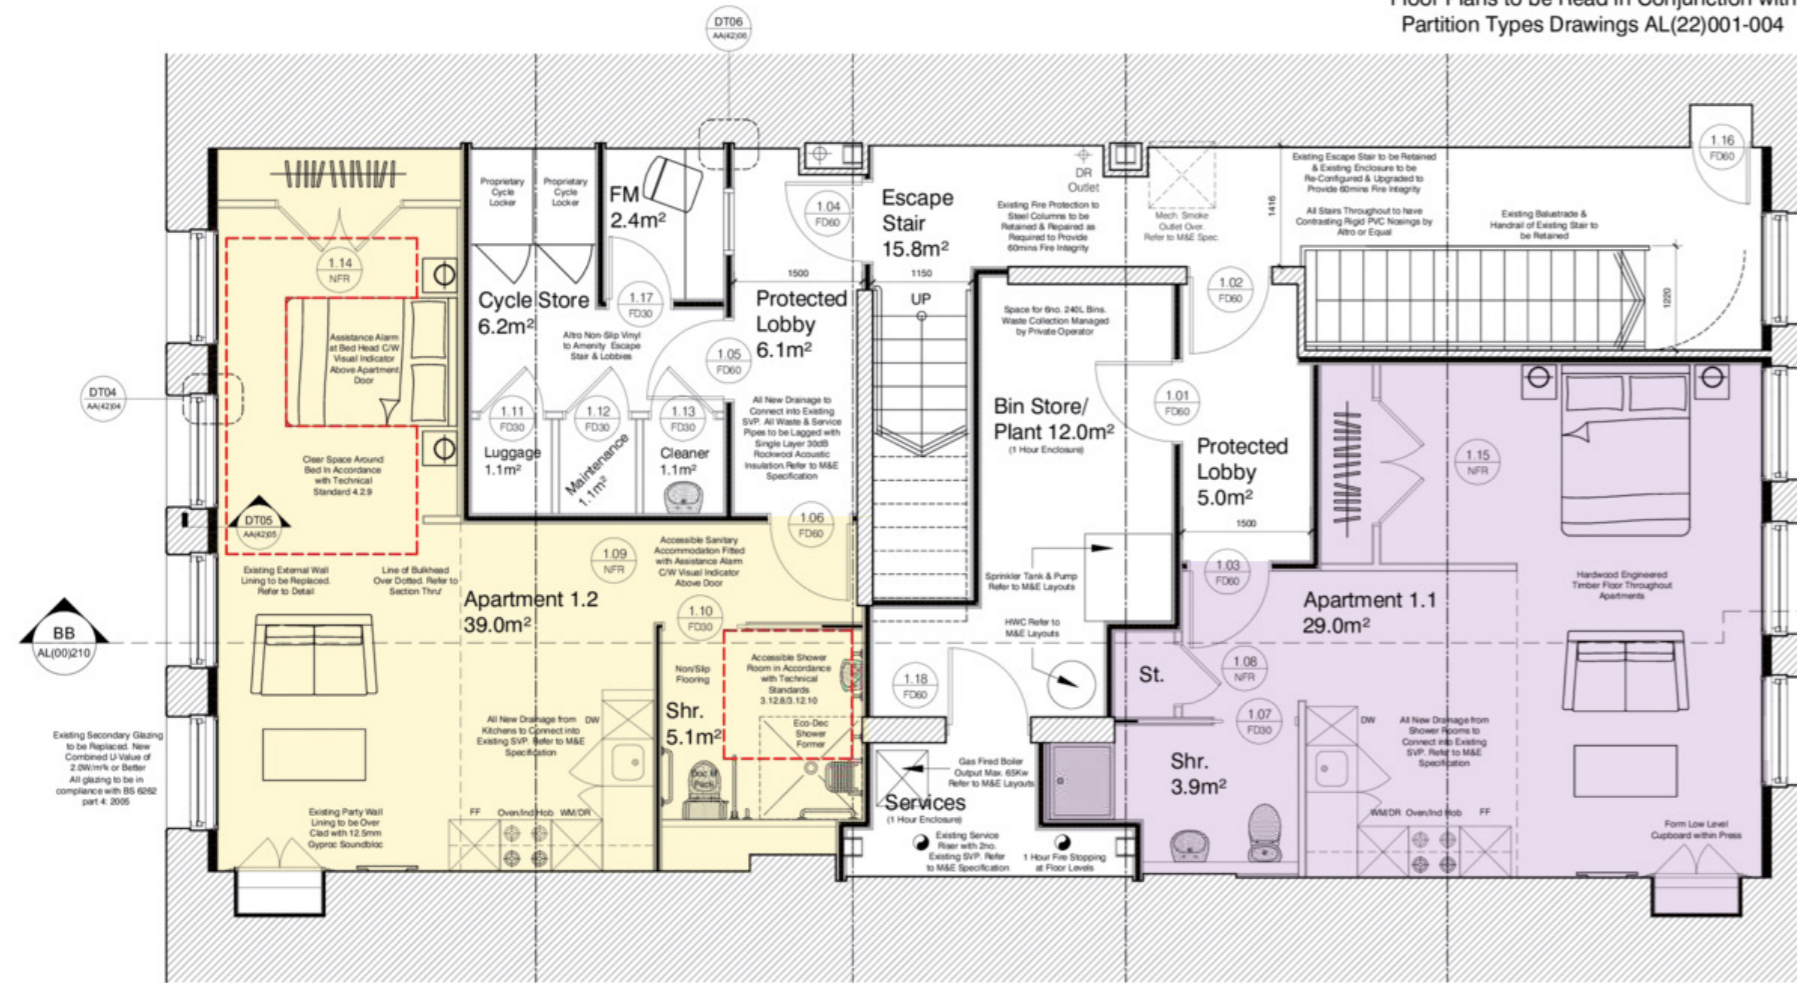 Floor Plans to be Read in Conjunction with
Partition Types Drawings AL(22)001-004
DT06
AA(42)06
1.16
FD60
Proprietary
Cycle
Locker
Proprietary
Cycle
Locker
FM
2.4m²
1.04
FD60
Escape
Stair
15.8m²
DR
Outlet
Existing Fire Protection to
Steel Columns to be
Retained & Repaired as
Required to Provide
60mins Fire Integrity
Mech. Smoke
Outlet Over.
Refer to M&E Spec.
1416
Existing Escape Stair to be Retained
& Existing Enclosure to be
Re-Configured & Upgraded to
Provide 60mins Fire Integrity
All Stairs Throughout to have
Contrasting Rigid PVC Nosings by
Altro or Equal
Existing Balustrade &
Handrail of Existing Stair to
be Retained
1220
1.14
NFR
Cycle Store
6.2m²
1.17
FD30
Altro Non-Slip Vinyl
to Amenity Escape
Stair & Lobbies
1500
Protected
Lobby
6.1m²
1150
UP
1.02
FD60
Space for 6no. 240L Bins.
Waste Collection Managed
by Private Operator
Assistance Alarm
at Bed Head C/W
Visual Indicator
Above Apartment
Door
1.05
FD60
DT04
AA(42)04
1.11
FD30
1.12
FD30
1.13
FD30
All New Drainage to
Connect into Existing
SVP. All Waste & Service
Pipes to be Lagged with
Single Layer 30dB
Rockwool Acoustic
Insulation.Refer to M&E
Specification
Bin Store/
Plant 12.0m²
(1 Hour Enclosure)
1.01
FD60
Protected
Lobby
5.0m²
1500
1.15
NFR
Clear Space Around
Bed In Accordance
with Technical
Standard 4.2.9
Luggage
1.1m²
Maintenance
1.1m²
Cleaner
1.1m²
DT05
AA(42)05
1.06
FD60
Existing External Wall
Lining to be Replaced.
Refer to Detail
Line of Bulkhead
Over Dotted. Refer to
Section Thru'
1.09
NFR
Accessible Sanitary
Accommodation Fitted
with Assistance Alarm
C/W Visual Indicator
Above Door
Sprinkler Tank & Pump
Refer to M&E Layouts
1.03
FD60
Hardwood Engineered
Timber Floor Throughout
Apartments
Apartment 1.2
39.0m²
1.10
FD30
HWC Refer to
M&E Layouts
Apartment 1.1
29.0m²
BB
AL(00)210
Non/Slip
Flooring
Accessible Shower
Room in Accordance
with Technical
Standards
3.12.8/3.12.10
1.18
FD60
St.
1.08
NFR
Shr.
5.1m²
Eco-Dec
Shower
Former
1.07
FD30
Existing Secondary Glazing
to be Replaced. New
Combined U-Value of
2.0W/m²k or Better
All glazing to be in
compliance with BS 6262
part 4: 2005
All New Drainage from
Kitchens to Connect into
Existing SVP. Refer to M&E
Specification
DW
Doc M
Pack
Gas Fired Boiler
Output Max. 65Kw
Refer to M&E Layouts
Services
(1 Hour Enclosure)
Shr.
3.9m²
DW
All New Drainage from
Shower Rooms to
Connect into Existing
SVP. Refer to M&E
Specification
Existing Party Wall
Lining to be Over
Clad with 12.5mm
Gyproc Soundbloc
FF
Oven/Ind Hob
WM/DR
Existing Service
Riser with 2no.
Existing SVP. Refer
to M&E Specification
1 Hour Fire Stopping
at Floor Levels
WM/DR
Oven/Ind Hob
FF
Form Low Level
Cupboard within Press